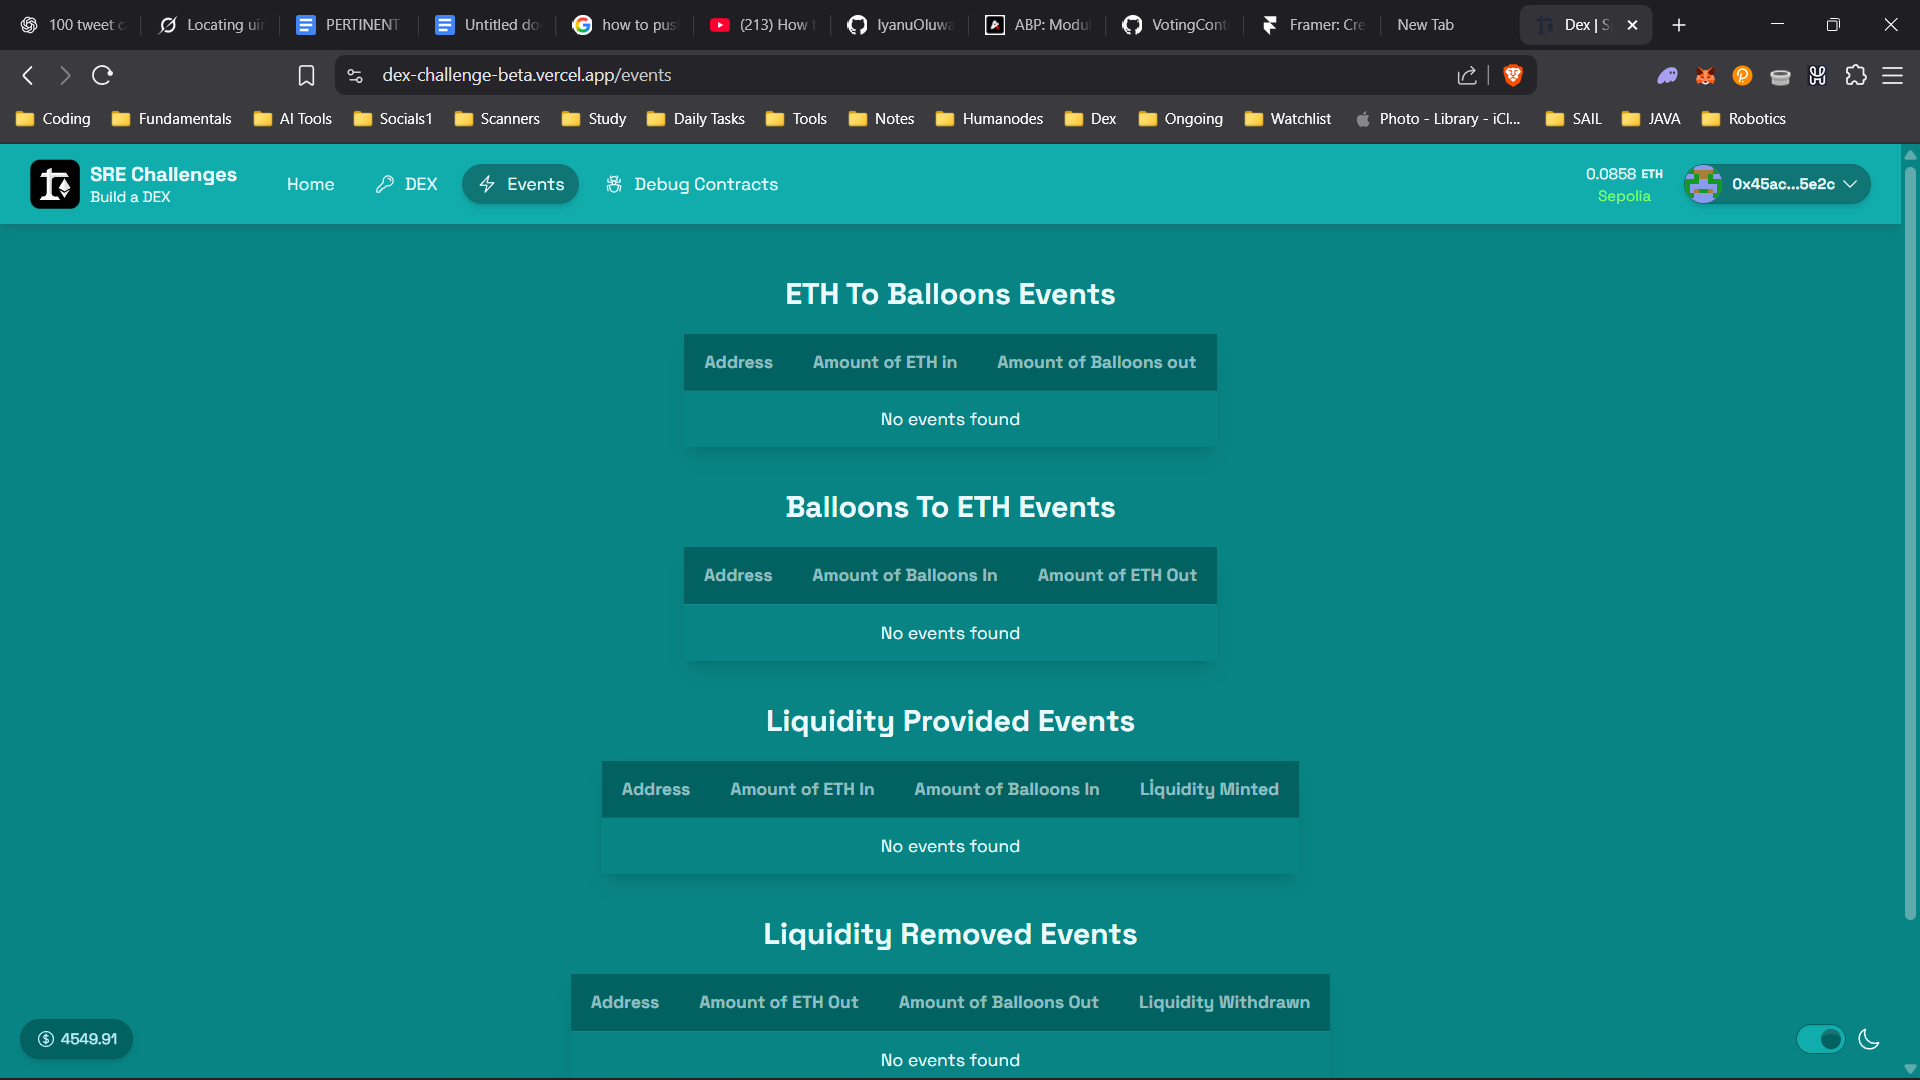 100 tweet c
Locating uir
PERTINENT
Untitled do
how to pus
(213) How t
IyanuOluwa
ABP: Modul
VotingCont
Framer: Cre
New Tab
Dex | S
dex-challenge-beta.vercel.app/events
Coding
Fundamentals
AI Tools
Socials1
Scanners
Study
Daily Tasks
Tools
Notes
Humanodes
Dex
Ongoing
Watchlist
Photo - Library - iCl...
SAIL
JAVA
Robotics
SRE Challenges
Build a DEX
Home
DEX
Events
Debug Contracts
0.0858 ETH
Sepolia
0x45ac...5e2c
ETH To Balloons Events
Address Amount of ETH in Amount of Balloons out
No events found
Balloons To ETH Events
Address Amount of Balloons In Amount of ETH Out
No events found
Liquidity Provided Events
Address Amount of ETH In Amount of Balloons In Lİquidity Minted
No events found
Liquidity Removed Events
Address Amount of ETH Out Amount of Balloons Out Liquidity Withdrawn
No events found
4549.91